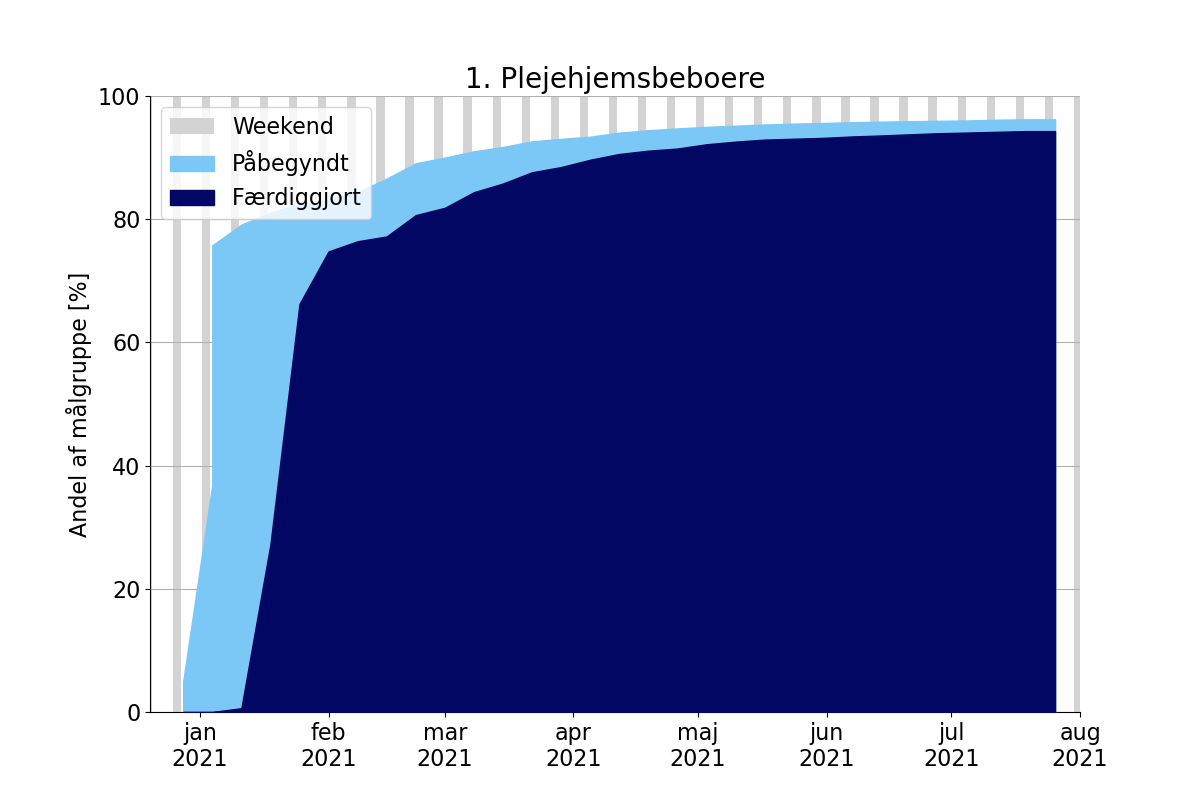 1. Plejehjemsbeboere
100
80
60
40
20
0
Andel af målgruppe [%]
Weekend
Påbegyndt
Færdiggjort
jan
2021
feb
2021
mar
2021
apr
2021
maj
2021
jun
2021
jul
2021
aug
2021